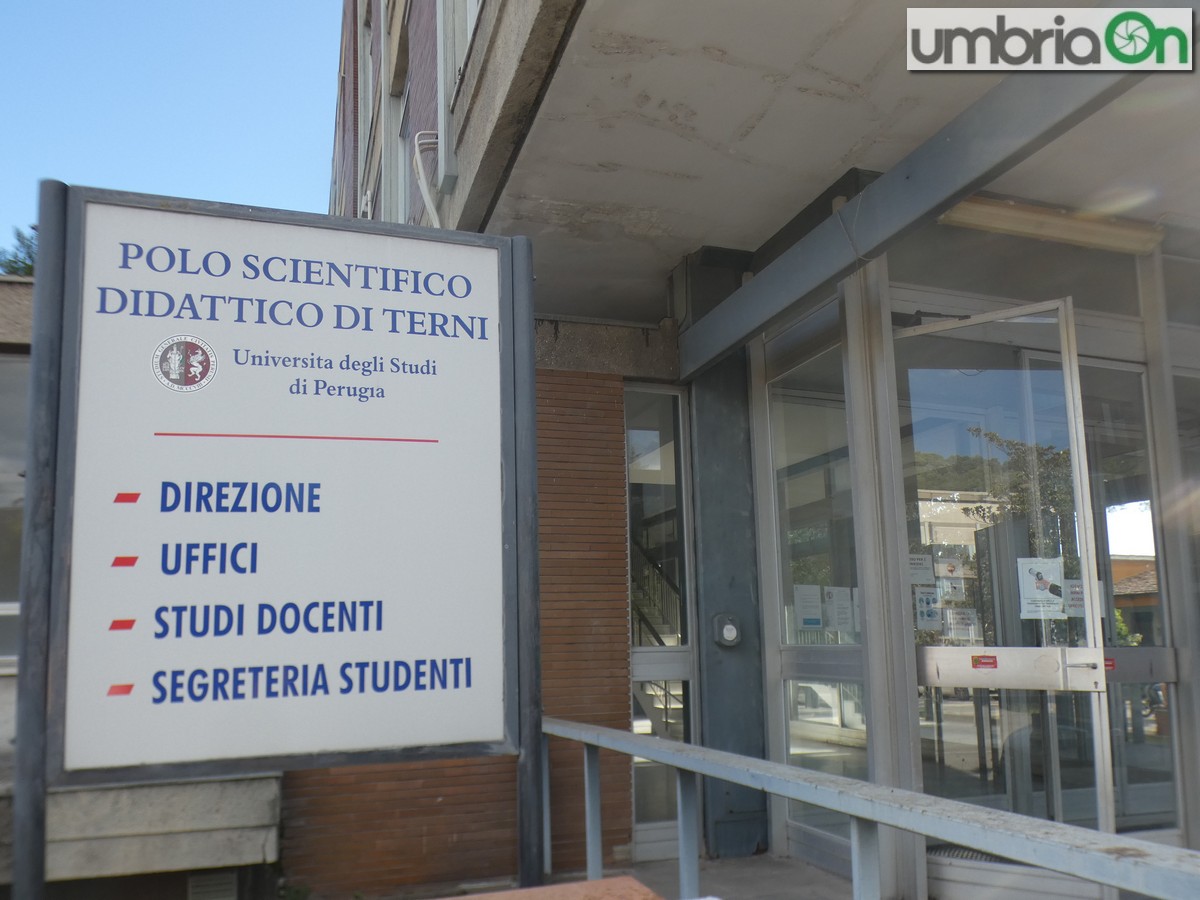 umbriaOn
POLO SCIENTIFICO
DIDATTICO DI TERNI
Universita degli Studi
di Perugia
DIREZIONE
UFFICI
STUDI DOCENTI
SEGRETERIA STUDENTI